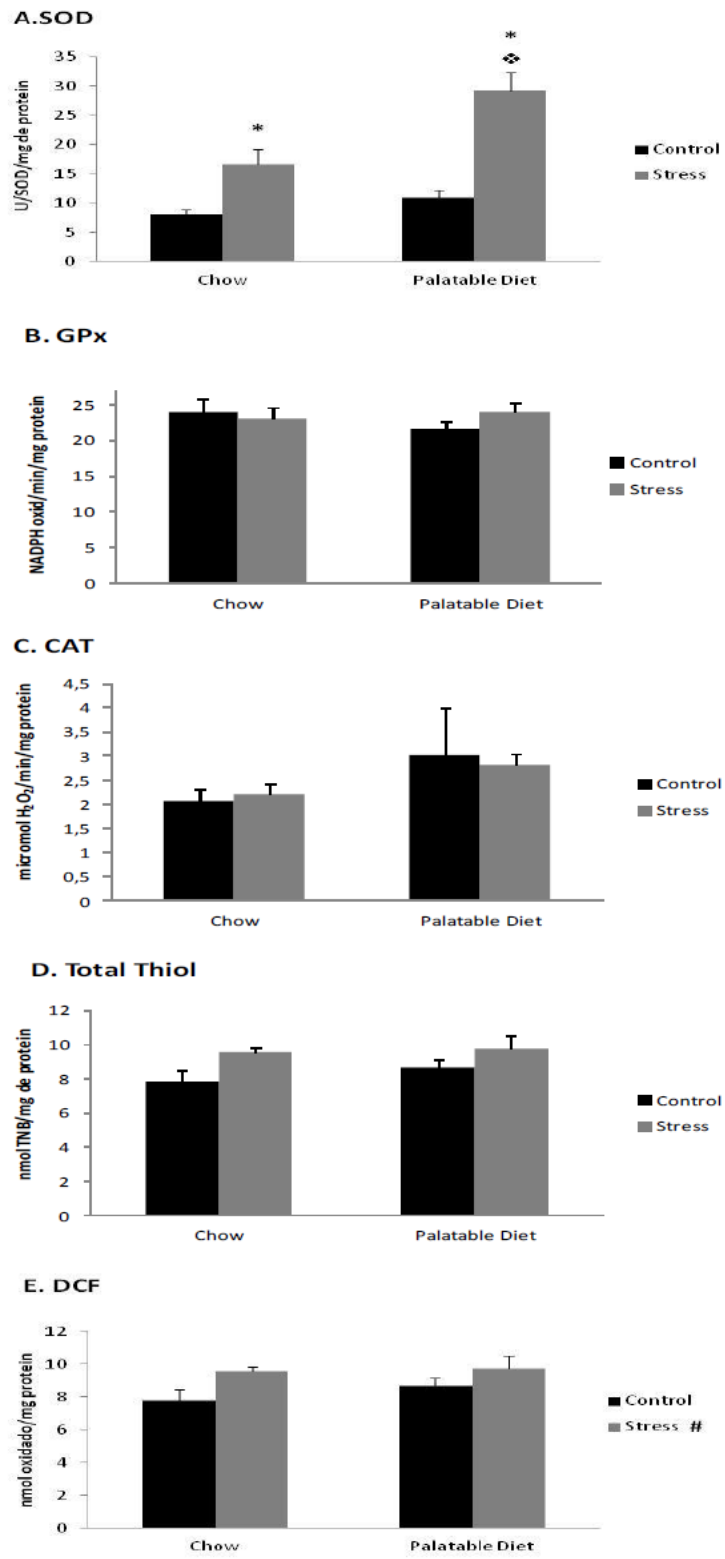 A.SOD
*
❖
35
30
25
20
15
10
5
0
*
U/SOD/mg de protein
Control
Stress
Chow
Palatable Diet
B. GPx
25
20
15
10
5
0
NADPH oxid/min/mg protein
Control
Stress
Chow
Palatable Diet
C. CAT
4,5
4
3,5
3
2,5
2
1,5
1
0,5
0
micromol H₂O₂/min/mg protein
Control
Stress
Chow
Palatable Diet
D. Total Thiol
12
10
8
6
4
2
0
nmol TNB/mg de protein
Control
Stress
Chow
Palatable Diet
E. DCF
12
10
8
6
4
2
0
nmol oxidado/mg protein
Control
Stress #
Chow
Palatable Diet